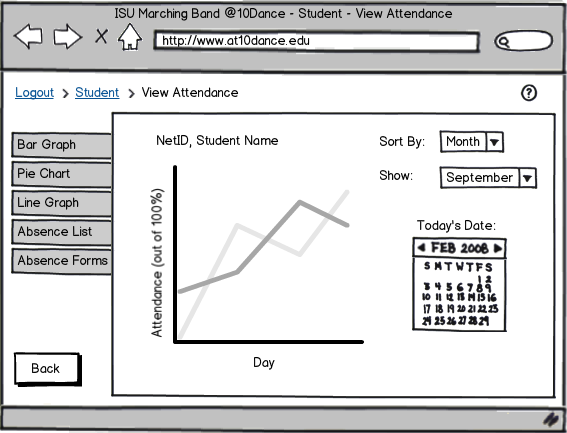 ISU Marching Band @10Dance - Student - View Attendance
http://www.at10dance.edu
Logout > Student > View Attendance ?
Bar Graph
Pie Chart
Line Graph
Absence List
Absence Forms
Back
NetID, Student Name
Attendance (out of 100%)
Day
Sort By: Month
Show: September
Today's Date:
FEB 2008
S M T W T F S
1 2
3 4 5 6 7 8 9
10 11 12 13 14 15 16
17 18 19 20 21 22 23
24 25 26 27 28 29